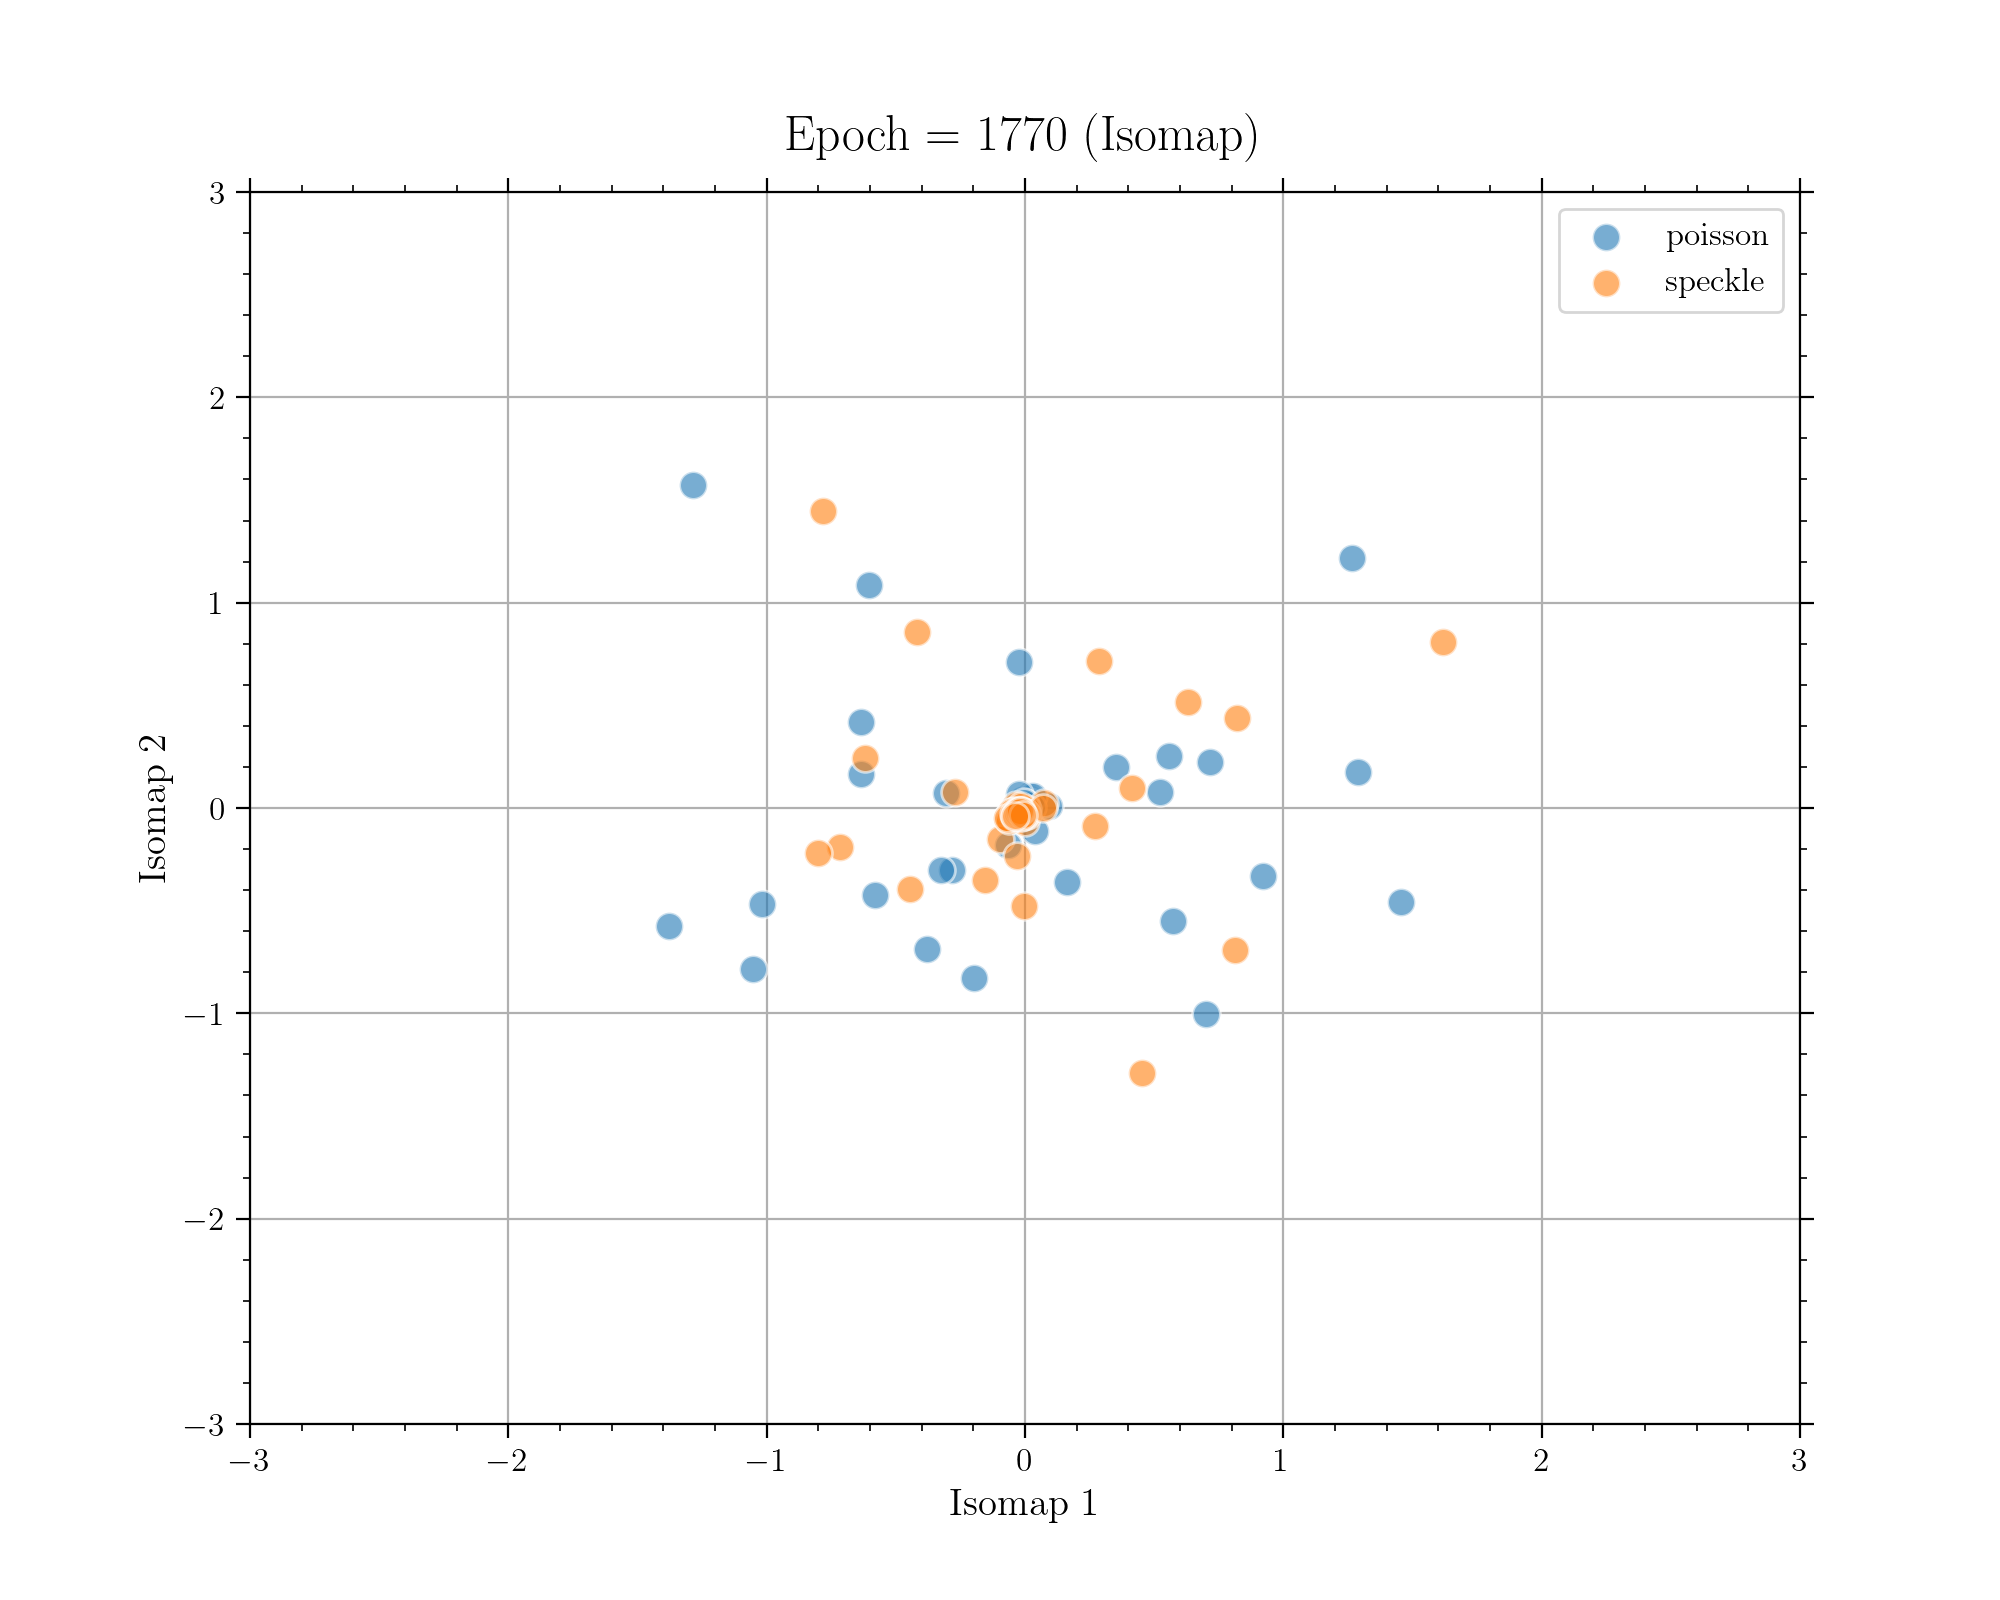 Epoch = 1770 (Isomap)
poisson
speckle
3
2
1
0
−1
−2
−3
Isomap 2
−3
−2
−1
0
1
2
3
Isomap 1